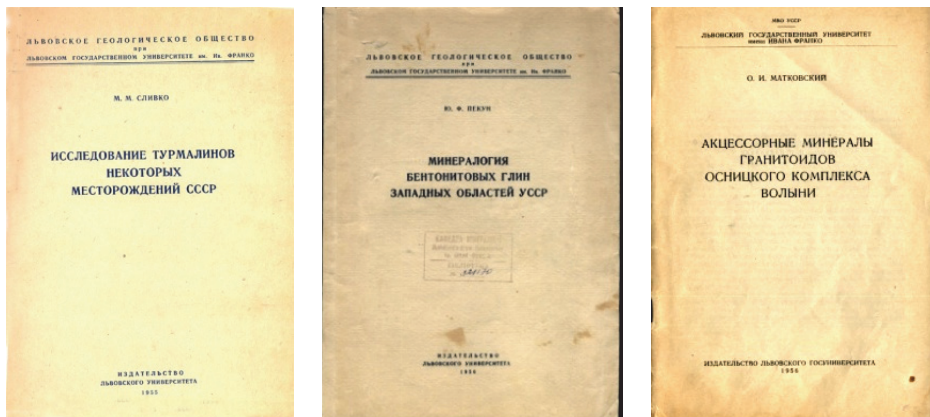 ЛЬВОВСКОЕ ГЕОЛОГИЧЕСКОЕ ОБЩЕСТВО
при
ЛЬВОВСКОМ ГОСУДАРСТВЕННОМ УНИВЕРСИТЕТЕ им. Ив. ФРАНКО
М. М. СЛИВКО
ИССЛЕДОВАНИЕ ТУРМАЛИНОВ
НЕКОТОРЫХ
МЕСТОРОЖДЕНИЙ СССР
ИЗДАТЕЛЬСТВО
ЛЬВОВСКОГО УНИВЕРСИТЕТА
1955
ЛЬВОВСКОЕ ГЕОЛОГИЧЕСКОЕ ОБЩЕСТВО
при
ЛЬВОВСКОМ ГОСУДАРСТВЕННОМ УНИВЕРСИТЕТЕ им. Ив. ФРАНКО
Ю. Ф. ПЕКУН
МИНЕРАЛОГИЯ
БЕНТОНИТОВЫХ ГЛИН
ЗАПАДНЫХ ОБЛАСТЕЙ УССР
ИЗДАТЕЛЬСТВО
ЛЬВОВСКОГО УНИВЕРСИТЕТА
1956
МВО УССР
ЛЬВОВСКИЙ ГОСУДАРСТВЕННЫЙ УНИВЕРСИТЕТ
имени ИВАНА ФРАНКО
О. И. МАТКОВСКИЙ
АКЦЕССОРНЫЕ МИНЕРАЛЫ
ГРАНИТОИДОВ
ОСНИЦКОГО КОМПЛЕКСА
ВОЛЫНИ
ИЗДАТЕЛЬСТВО ЛЬВОВСКОГО ГОСУНИВЕРСИТЕТА
1956